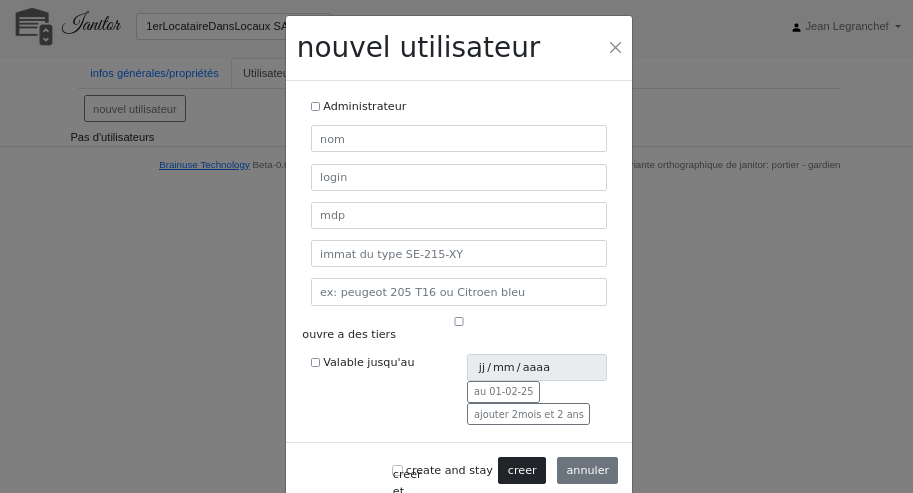 Janitor
1erLocataireDansLocaux SA
Jean Legranchef
nouvel utilisateur
infos générales/propriétés
Utilisateu
nouvel utilisateur
Pas d'utilisateurs
Brainuse Technology Beta-0.
iante orthographique de janitor: portier - gardien
Administrateur
nom
login
mdp
immat du type SE-215-XY
ex: peugeot 205 T16 ou Citroen bleu
ouvre a des tiers
Valable jusqu'au
jj/mm/aaaa
au 01-02-25
ajouter 2mois et 2 ans
create and stay
creer
et
creer
annuler